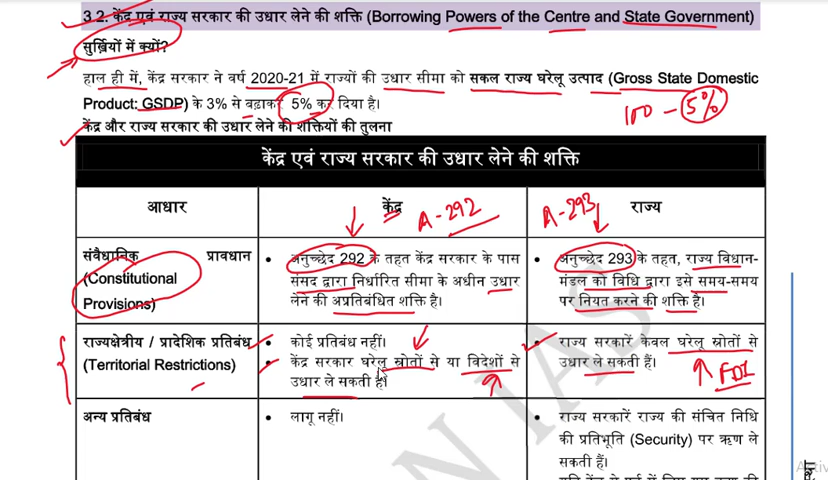 3.2. केंद्र एवं राज्य सरकार की उधार लेने की शक्ति (Borrowing Powers of the Centre and State Government)
सुर्ख़ियों में क्यों?
हाल ही में, केंद्र सरकार ने वर्ष 2020-21 में राज्यों की उधार सीमा को सकल राज्य घरेलू उत्पाद (Gross State Domestic
Product: GSDP) के 3% से बढ़ाकर 5% कर दिया है।
100 - 5%
केंद्र और राज्य सरकार की उधार लेने की शक्तियों की तुलना
केंद्र एवं राज्य सरकार की उधार लेने की शक्ति
आधार केंद्र A-292 A-293 राज्य
संवैधानिक प्रावधान
(Constitutional
Provisions)
• अनुच्छेद 292 के तहत केंद्र सरकार के पास
संसद द्वारा निर्धारित सीमा के अधीन उधार
लेने की अप्रतिबंधित शक्ति है।
• अनुच्छेद 293 के तहत, राज्य विधान-
मंडल को विधि द्वारा इसे समय-समय
पर नियत करने की शक्ति है।
राज्यक्षेत्रीय / प्रादेशिक प्रतिबंध
(Territorial Restrictions)
• कोई प्रतिबंध नहीं।
• केंद्र सरकार घरेलू स्रोतों से या विदेशों से
उधार ले सकती है।
• राज्य सरकारें केवल घरेलू स्रोतों से
उधार ले सकती हैं।
FDI
अन्य प्रतिबंध
• लागू नहीं।
• राज्य सरकारें राज्य की संचित निधि
की प्रतिभूति (Security) पर ऋण ले
सकती हैं।